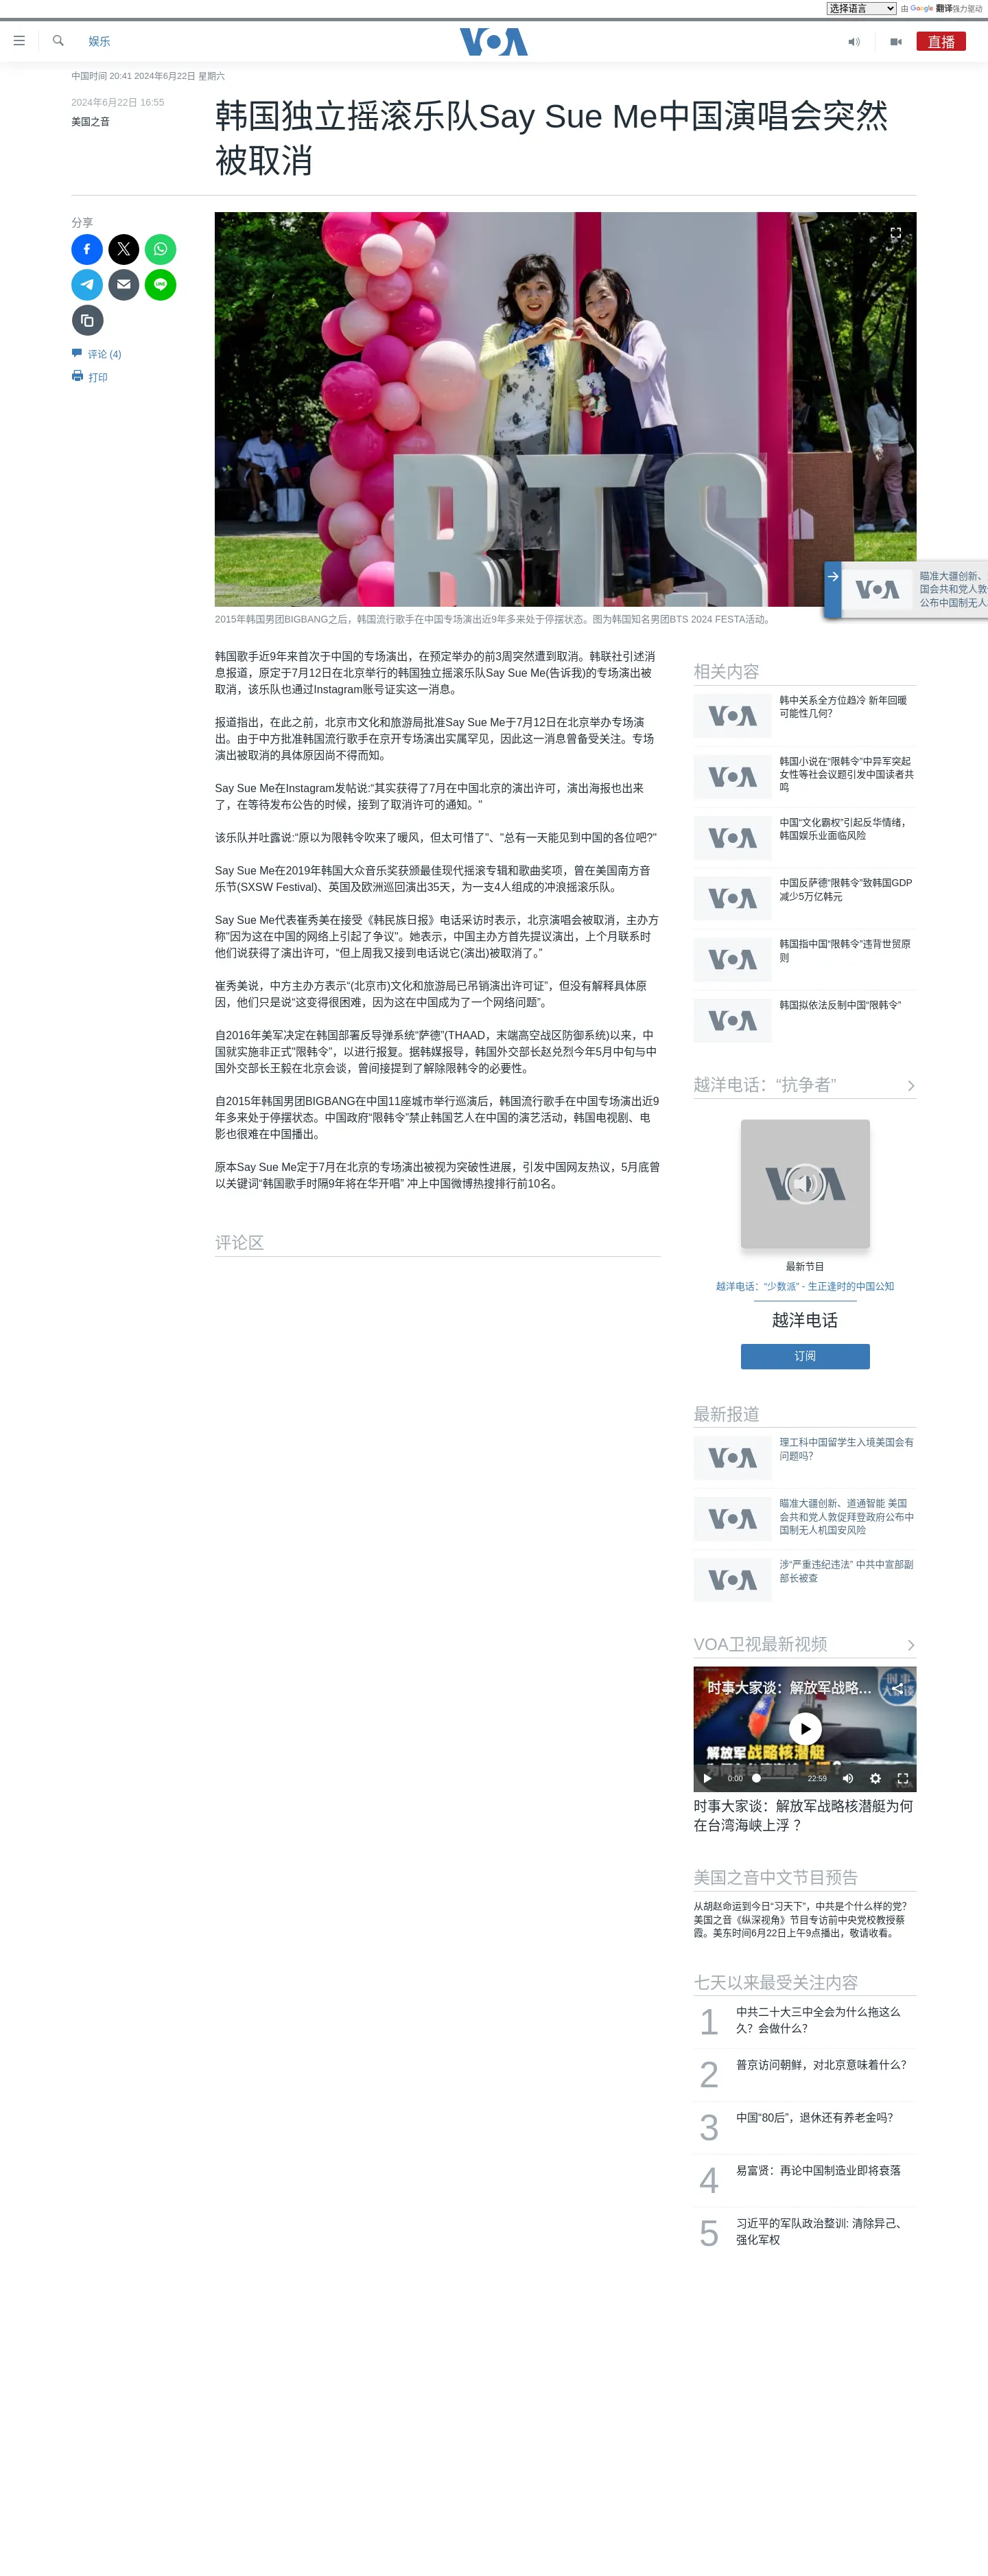 选择语言 由 Google 翻译强力驱动
娱乐
VOA
直播
中国时间 20:41 2024年6月22日 星期六
2024年6月22日 16:55
美国之音
韩国独立摇滚乐队Say Sue Me中国演唱会突然
被取消
分享
评论 (4)
打印
BTS
瞄准大疆创新、
国会共和党人敦
公布中国制无人
2015年韩国男团BIGBANG之后，韩国流行歌手在中国专场演出近9年多来处于停摆状态。图为韩国知名男团BTS 2024 FESTA活动。
韩国歌手近9年来首次于中国的专场演出，在预定举办的前3周突然遭到取消。韩联社引述消
息报道，原定于7月12日在北京举行的韩国独立摇滚乐队Say Sue Me(告诉我)的专场演出被
取消，该乐队也通过Instagram账号证实这一消息。
报道指出，在此之前，北京市文化和旅游局批准Say Sue Me于7月12日在北京举办专场演
出。由于中方批准韩国流行歌手在京开专场演出实属罕见，因此这一消息曾备受关注。专场
演出被取消的具体原因尚不得而知。
Say Sue Me在Instagram发帖说:“其实获得了7月在中国北京的演出许可，演出海报也出来
了，在等待发布公告的时候，接到了取消许可的通知。"
该乐队并吐露说:“原以为限令吹来了暖风，但太可惜了”、"总有一天能见到中国的各位吧?"
Say Sue Me在2019年韩国大众音乐奖获颁最佳现代摇滚专辑和歌曲奖项，曾在美国南方音
乐节(SXSW Festival)、英国及欧洲巡回演出35天，为一支4人组成的冲浪摇滚乐队。
Say Sue Me代表崔秀美在接受《韩民族日报》电话采访时表示，北京演唱会被取消，主办方
称"因为这在中国的网络上引起了争议"。她表示，中国主办方首先提议演出，上个月联系时
他们说获得了演出许可，“但上周我又接到电话说它(演出)被取消了。”
崔秀美说，中方主办方表示“(北京市)文化和旅游局已吊销演出许可证”，但没有解释具体原
因，他们只是说“这变得很困难，因为这在中国成为了一个网络问题”。
自2016年美军决定在韩国部署反导弹系统“萨德”(THAAD，末端高空战区防御系统)以来，中
国就实施非正式"限韩令"，以进行报复。据韩媒报导，韩国外交部长赵兑烈今年5月中旬与中
国外交部长王毅在北京会谈，曾间接提到了解除限韩令的必要性。
自2015年韩国男团BIGBANG在中国11座城市举行巡演后，韩国流行歌手在中国专场演出近9
年多来处于停摆状态。中国政府“限韩令”禁止韩国艺人在中国的演艺活动，韩国电视剧、电
影也很难在中国播出。
原本Say Sue Me定于7月在北京的专场演出被视为突破性进展，引发中国网友热议，5月底曾
以关键词“韩国歌手时隔9年将在华开唱” 冲上中国微博热搜排行前10名。
评论区
相关内容
韩中关系全方位趋冷 新年回暖
可能性几何？
韩国小说在“限韩令”中异军突起
女性等社会议题引发中国读者共
鸣
中国“文化霸权”引起反华情绪，
韩国娱乐业面临风险
中国反萨德“限韩令”致韩国GDP
减少5万亿韩元
韩国指中国“限韩令”违背世贸原
则
韩国拟依法反制中国“限韩令”
越洋电话：“抗争者”
最新节目
越洋电话：“少数派” - 生正逢时的中国公知
越洋电话
订阅
最新报道
理工科中国留学生入境美国会有
问题吗？
瞄准大疆创新、道通智能 美国
会共和党人敦促拜登政府公布中
国制无人机国安风险
涉“严重违纪违法” 中共中宣部副
部长被查
VOA卫视最新视频
时事大家谈：解放军战略...
解放军战略核潜艇
为何在台湾海峡上浮？
0:00 22:59
时事大家谈：解放军战略核潜艇为何
在台湾海峡上浮 ？
美国之音中文节目预告
从胡赵命运到今日“习天下”，中共是个什么样的党？
美国之音《纵深视角》节目专访前中央党校教授蔡
霞。美东时间6月22日上午9点播出，敬请收看。
七天以来最受关注内容
1 中共二十大三中全会为什么拖这么
久？会做什么？
2 普京访问朝鲜，对北京意味着什么？
3 中国“80后”，退休还有养老金吗？
4 易富贤：再论中国制造业即将衰落
5 习近平的军队政治整训: 清除异己、
强化军权